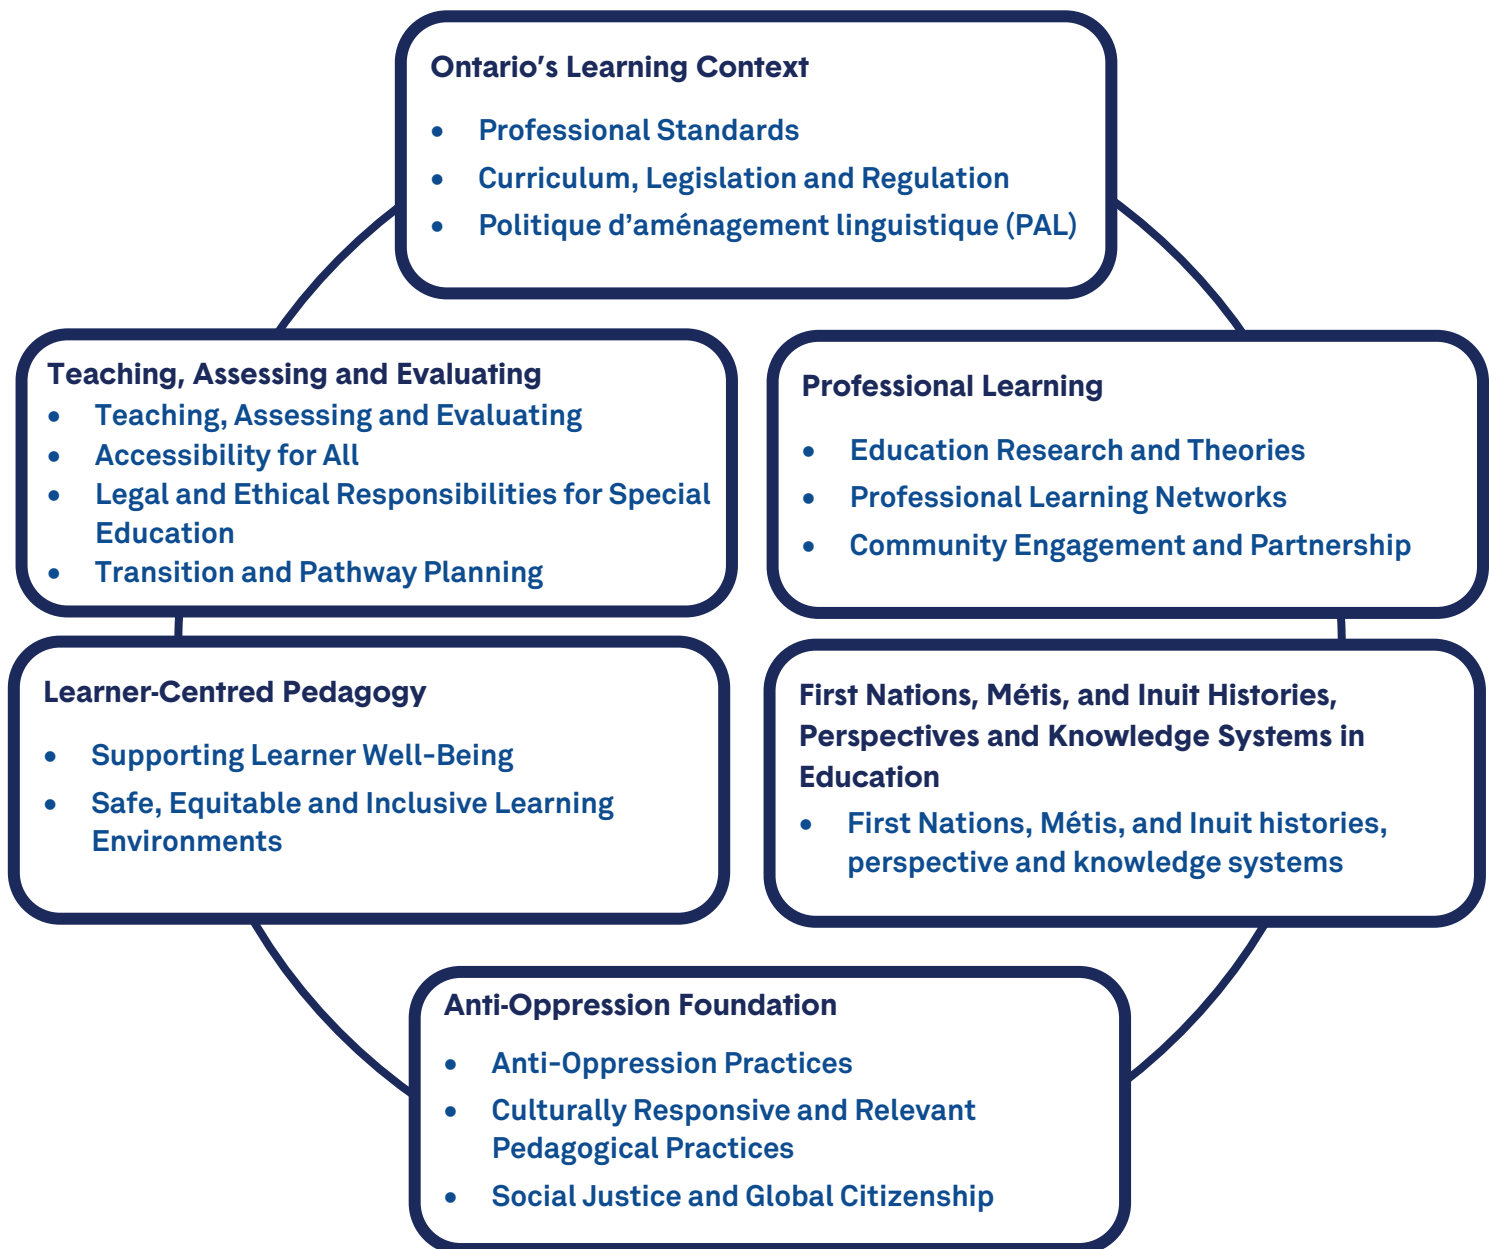 Ontario's Learning Context
• Professional Standards
• Curriculum, Legislation and Regulation
• Politique d'aménagement linguistique (PAL)
Teaching, Assessing and Evaluating
• Teaching, Assessing and Evaluating
• Accessibility for All
• Legal and Ethical Responsibilities for Special
Education
• Transition and Pathway Planning
Professional Learning
• Education Research and Theories
• Professional Learning Networks
• Community Engagement and Partnership
Learner-Centred Pedagogy
• Supporting Learner Well-Being
• Safe, Equitable and Inclusive Learning
Environments
First Nations, Métis, and Inuit Histories,
Perspectives and Knowledge Systems in
Education
• First Nations, Métis, and Inuit histories,
perspective and knowledge systems
Anti-Oppression Foundation
• Anti-Oppression Practices
• Culturally Responsive and Relevant
Pedagogical Practices
• Social Justice and Global Citizenship